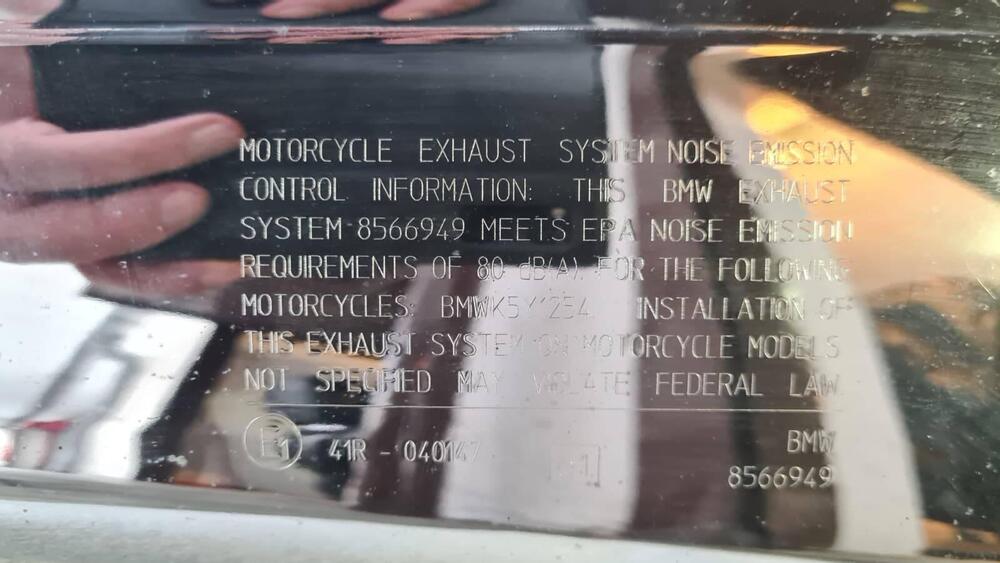 MOTORCYCLE EXHAUST SYSTEM NOISE EMISSION
CONTROL INFORMATION: THIS BMW EXHAUST
SYSTEM 8566949 MEETS EPA NOISE EMISSION
REQUIREMENTS OF 80 dB(A) FOR THE FOLLOWING
MOTORCYCLES: INSTALLATION OF
THIS EXHAUST SYSTEM ON MOTORCYCLE MODELS
NOT SPECIFIED MAY VIOLATE FEDERAL LAW.
E1 41R - 040147 BMW
8566949